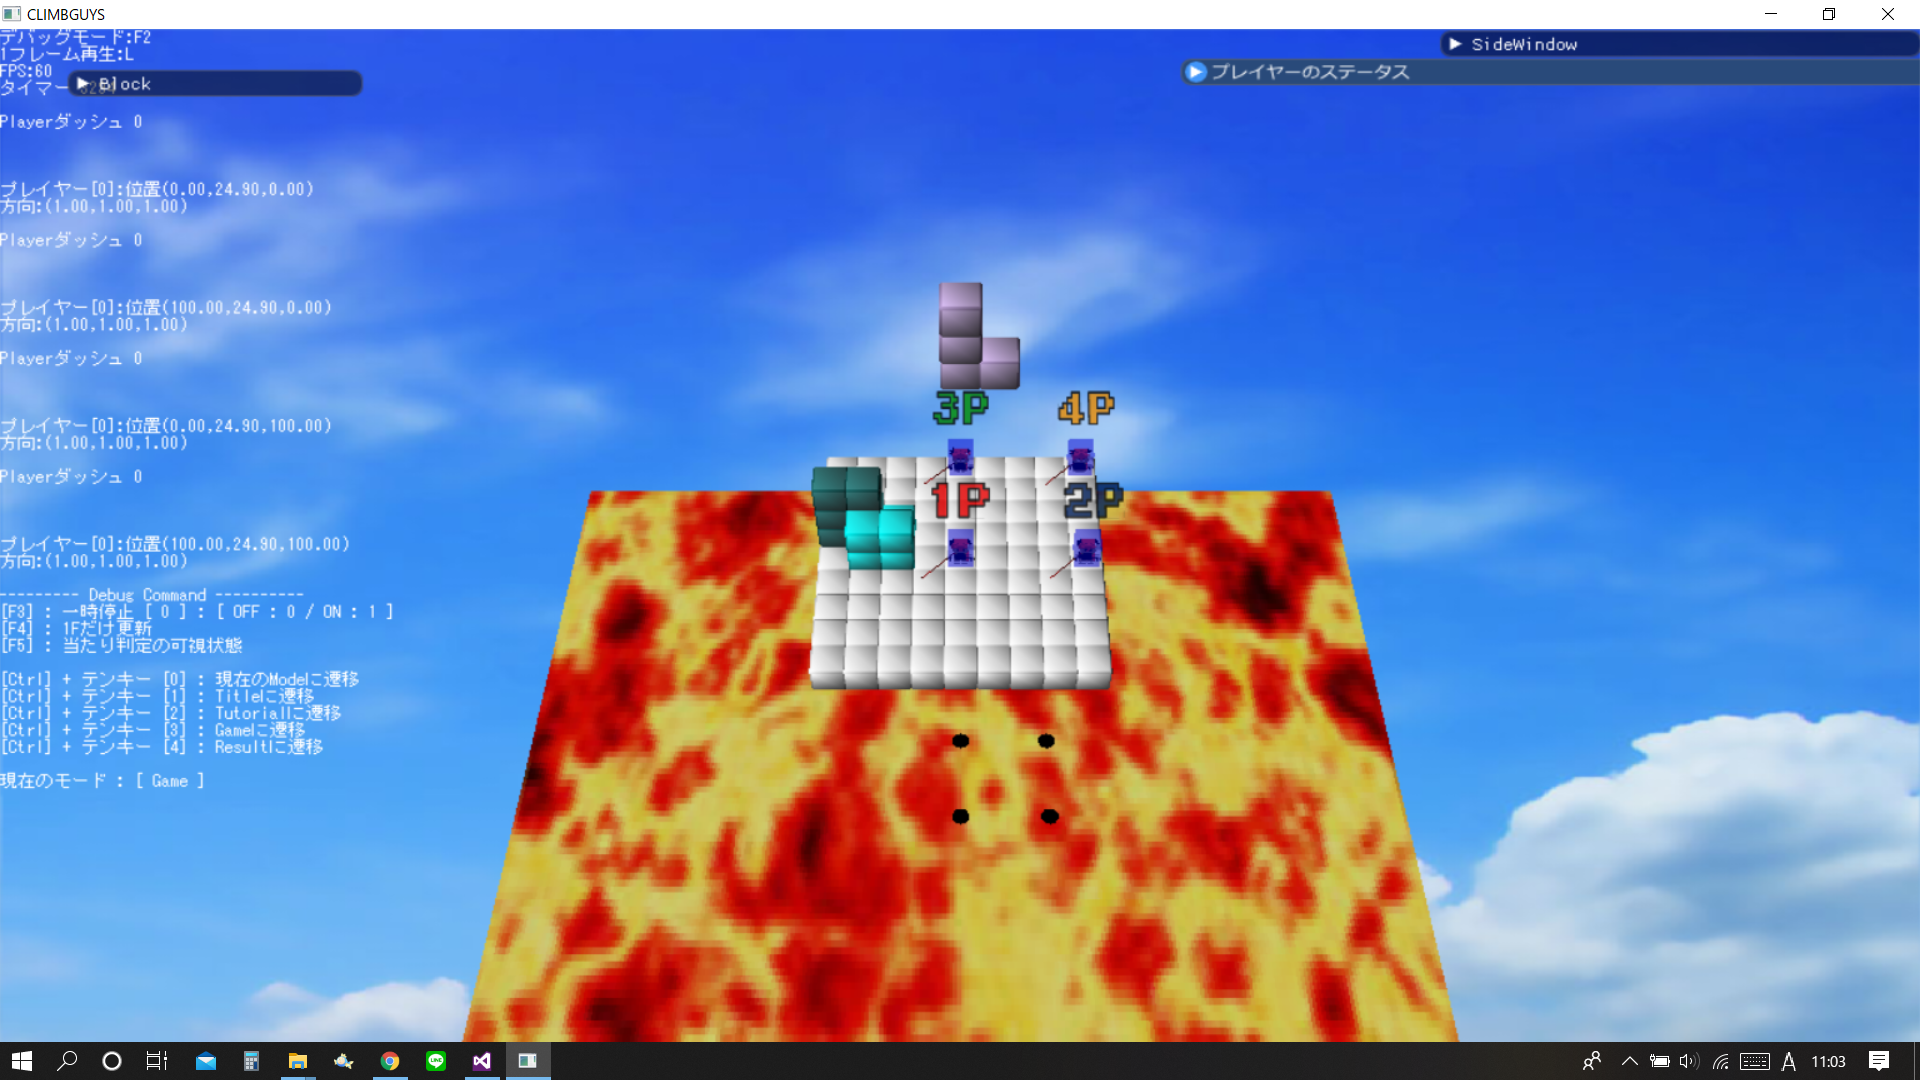 CLIMBGUYS
デバッグモード:F2
1フレーム再生:L
FPS:60
タイマー
Block
SideWindow
プレイヤーのステータス
Playerダッシュ 0
プレイヤー[0]:位置(0.00,24.90,0.00)
方向:(1.00,1.00,1.00)
Playerダッシュ 0
プレイヤー[0]:位置(100.00,24.90,0.00)
方向:(1.00,1.00,1.00)
Playerダッシュ 0
プレイヤー[0]:位置(0.00,24.90,100.00)
方向:(1.00,1.00,1.00)
Playerダッシュ 0
プレイヤー[0]:位置(100.00,24.90,100.00)
方向:(1.00,1.00,1.00)
3P
4P
1P
2P
--------- Debug Command ----------
[F3] : 一時停止 [ 0 ] : [ OFF : 0 / ON : 1 ]
[F4] : 1Fだけ更新
[F5] : 当たり判定の可視状態
[Ctrl] + テンキー [0] : 現在のModelに遷移
[Ctrl] + テンキー [1] : Titleに遷移
[Ctrl] + テンキー [2] : Tutorialに遷移
[Ctrl] + テンキー [3] : Gameに遷移
[Ctrl] + テンキー [4] : Resultに遷移
現在のモード : [ Game ]
LINE
A
11:03